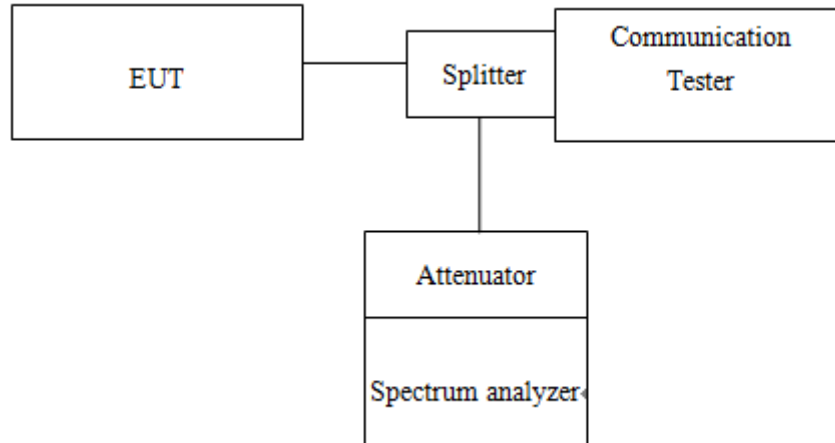 EUT
Splitter
Communication
Tester
Attenuator
Spectrum analyzer